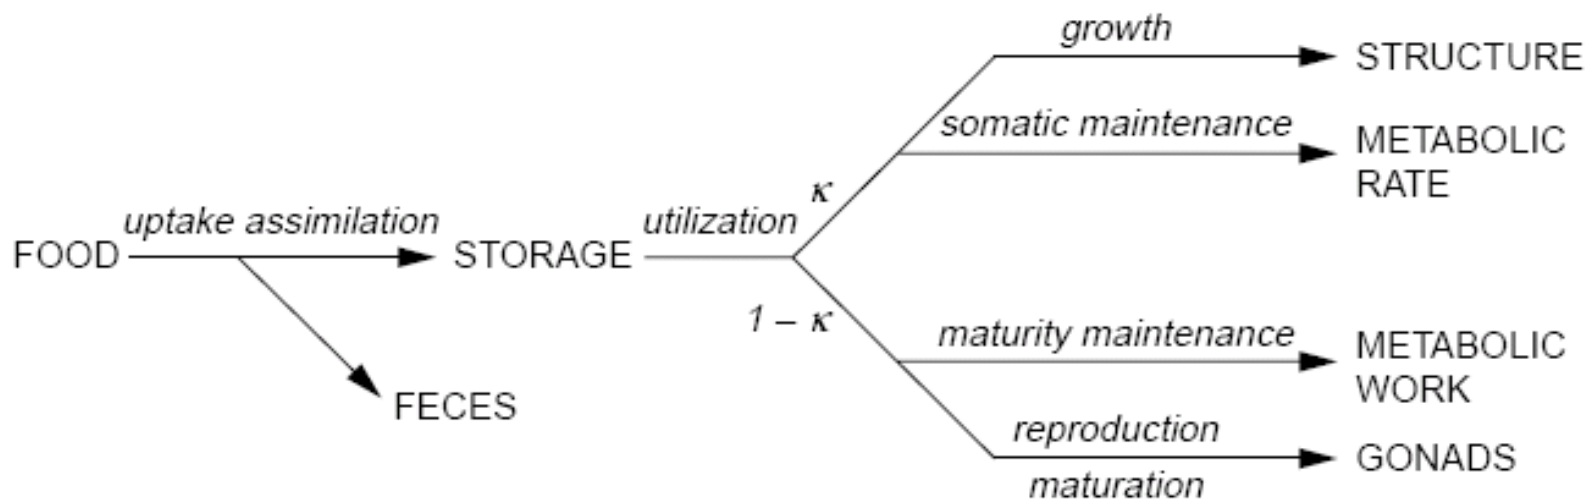 growth
STRUCTURE
somatic maintenance
METABOLIC
RATE
κ
uptake assimilation
utilization
FOOD
STORAGE
1 – κ
maturity maintenance
METABOLIC
WORK
FECES
reproduction
GONADS
maturation